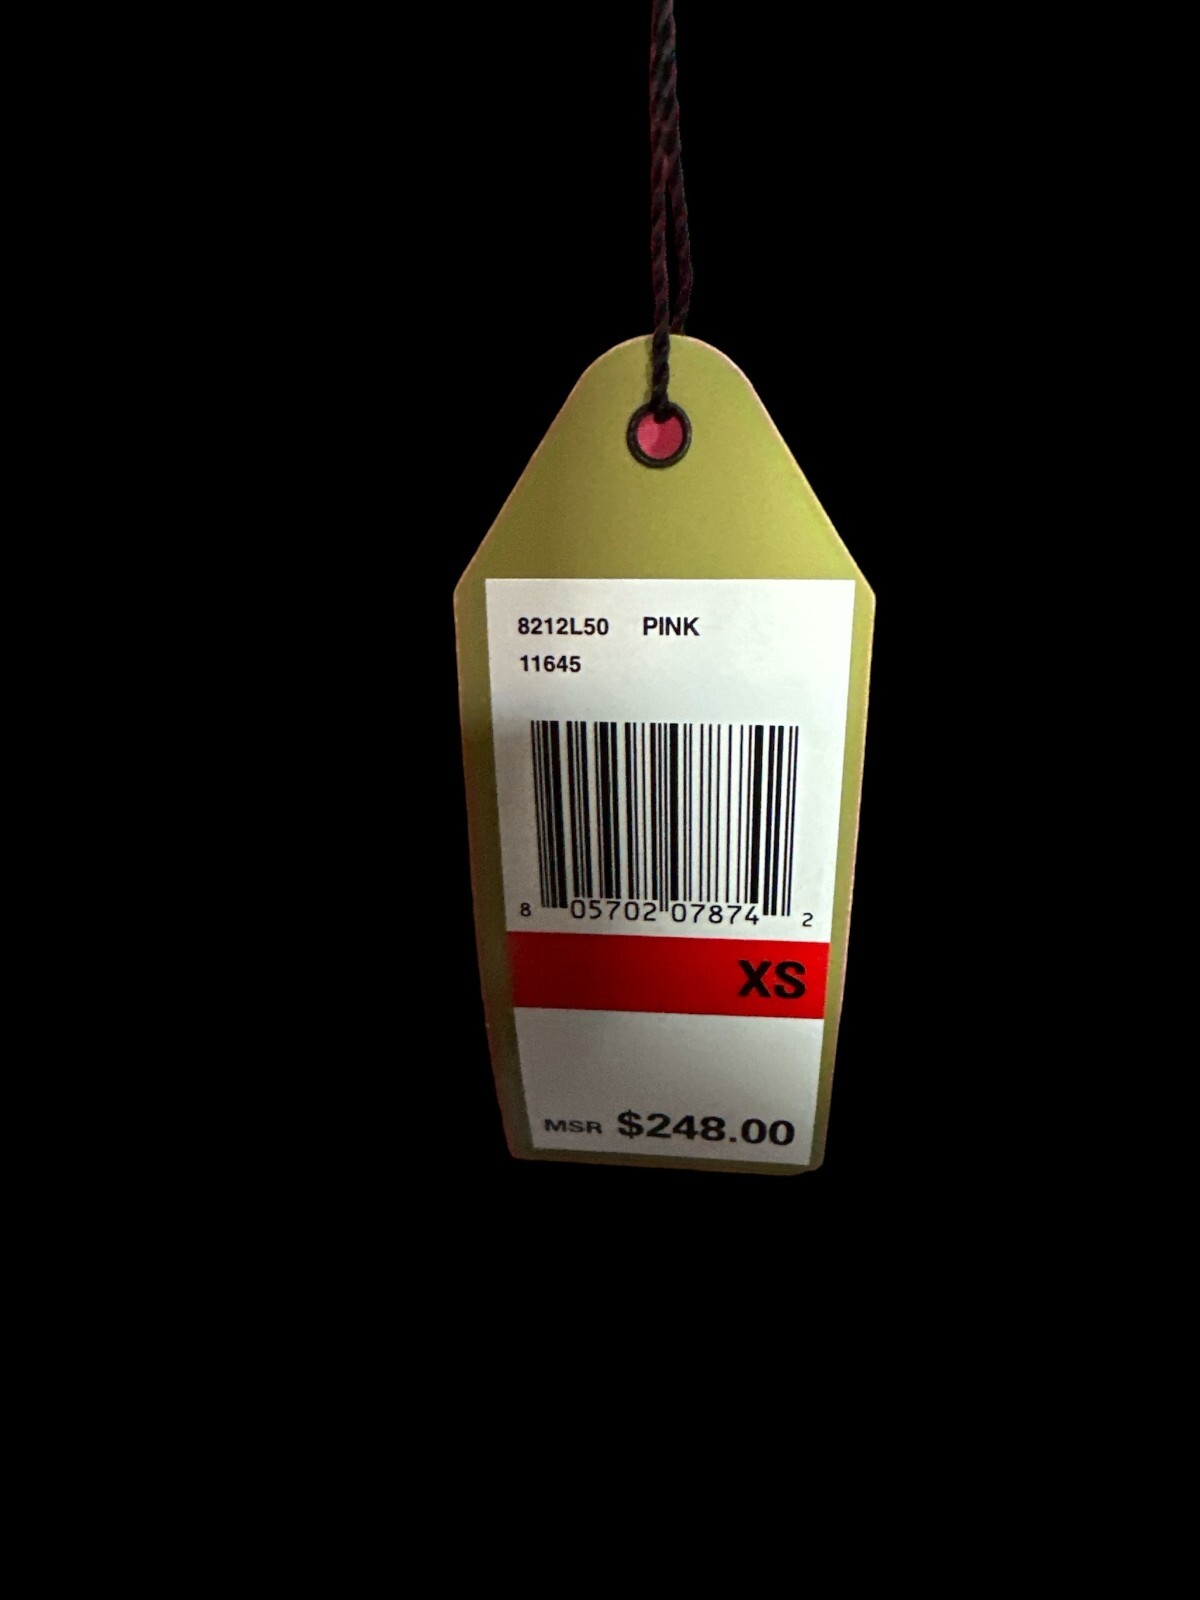 8212L50 PINK
11645
8 05702 07874 2
XS
MSR $248.00